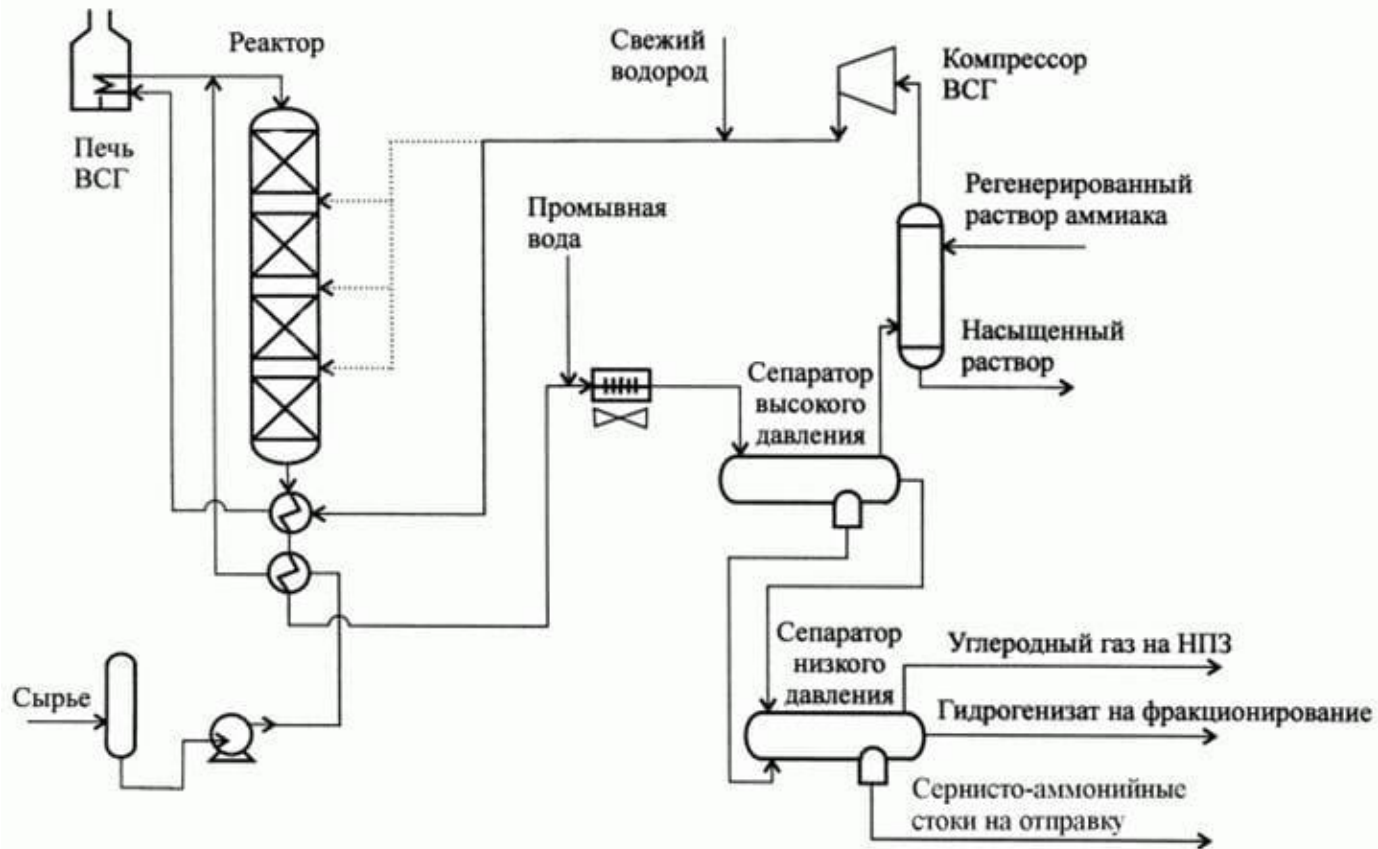 Реактор
Печь
ВСГ
Свежий
водород
Компрессор
ВСГ
Промывная
вода
Регенерированный
раствор аммиака
Насыщенный
раствор
Сепаратор
высокого
давления
Сепаратор
низкого
давления
Сырье
Углеродный газ на НПЗ
Гидрогенизат на фракционирование
Сернисто-аммонийные
стоки на отправку